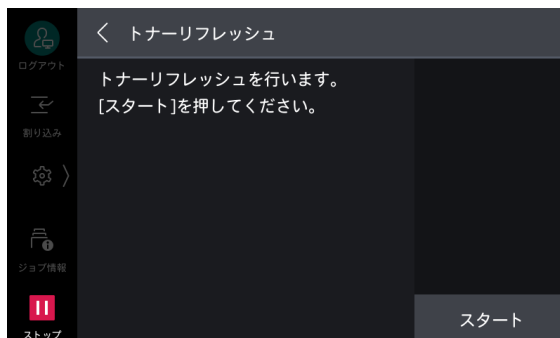 トナーリフレッシュ
トナーリフレッシュを行います。
[スタート]を押してください。
ログアウト
割り込み
ジョブ情報
ストップ
スタート